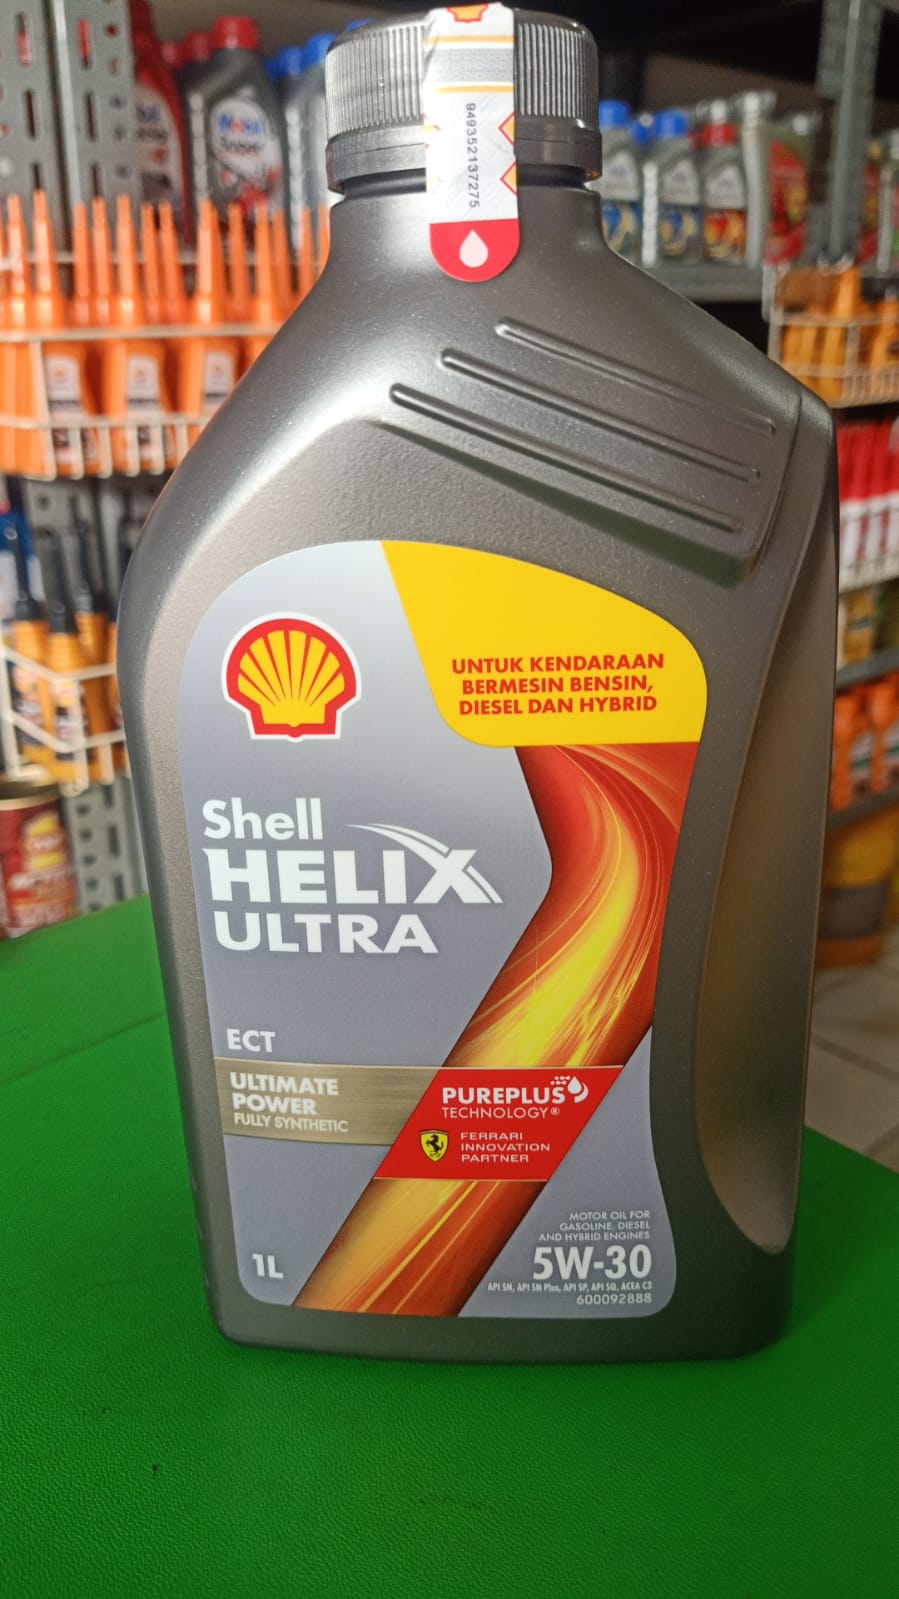 949352137275
UNTUK KENDARAAN
BERMESIN BENSIN,
DIESEL DAN HYBRID
Shell
HELIX
ULTRA
ECT
ULTIMATE
POWER
FULLY SYNTHETIC
PUREPLUS
TECHNOLOGY®
FERRARI
INNOVATION
PARTNER
MOTOR OIL FOR
GASOLINE, DIESEL
AND HYBRID ENGINES
1L
5W-30
API SN, API SN Plus, API SP, API SQ, ACEA C3
600092888
Mobil
Super